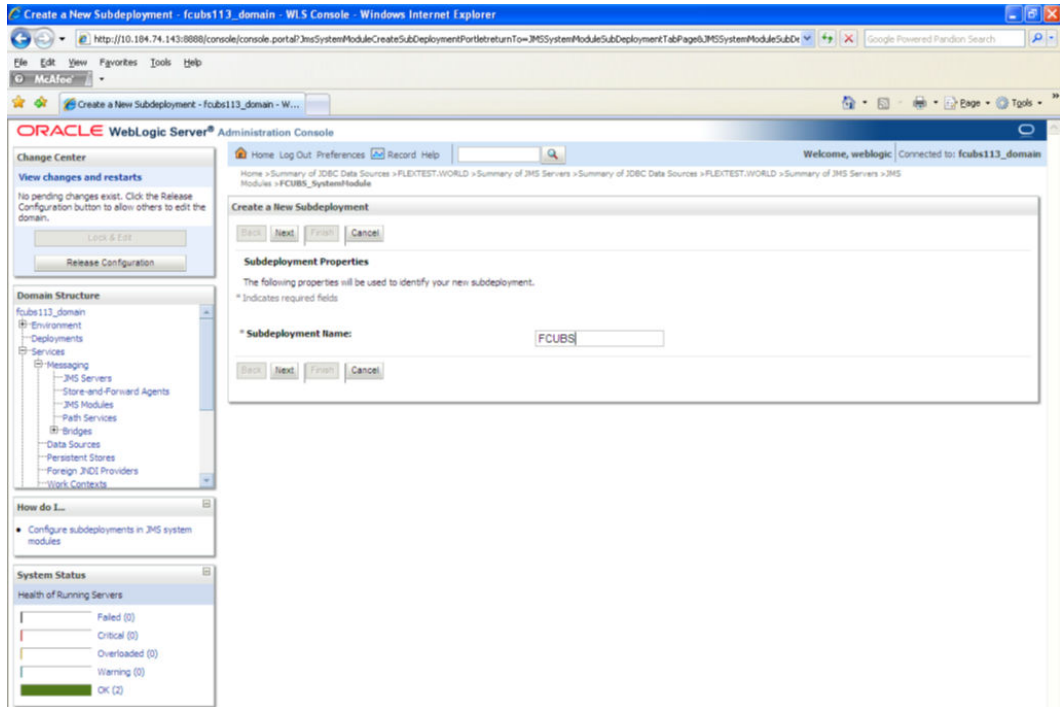 Create a New Subdeployment - fcubs113_domain - WLS Console - Windows Internet Explorer
http://10.184.74.143:8888/console/console.portal?JmsSystemModuleCreateSubDeploymentPortletreturnTo=JMSSystemModuleSubDeploymentTabPage&JMSSystemModuleSubDe
Google Powered Pandion Search
File Edit View Favorites Tools Help
McAfee
Create a New Subdeployment - fcubs113_domain - W...
Page Tools
ORACLE WebLogic Server® Administration Console
Change Center
View changes and restarts
No pending changes exist. Click the Release
Configuration button to allow others to edit the
domain.
Lock & Edit
Release Configuration
Domain Structure
fcubs113_domain
Environment
Deployments
Services
Messaging
JMS Servers
Store-and-Forward Agents
JMS Modules
Path Services
Bridges
Data Sources
Persistent Stores
Foreign JNDI Providers
Work Contexts
How do I...
Configure subdeployments in JMS system
modules
System Status
Health of Running Servers
Failed (0)
Critical (0)
Overloaded (0)
Warning (0)
OK (2)
Home Log Out Preferences Record Help
Welcome, weblogic Connected to: fcubs113_domain
Home >Summary of JDBC Data Sources >FLEXTEST.WORLD >Summary of JMS Servers >Summary of JDBC Data Sources >FLEXTEST.WORLD >Summary of JMS Servers >JMS
Modules >FCUBS_SystemModule
Create a New Subdeployment
Back Next Finish Cancel
Subdeployment Properties
The following properties will be used to identify your new subdeployment.
* Indicates required fields
* Subdeployment Name: FCUBS
Back Next Finish Cancel